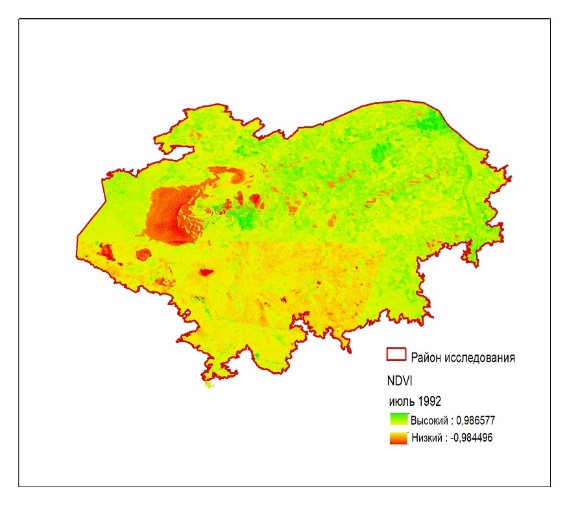 Район исследования
NDVI
июль 1992
Высокий : 0,986577
Низкий : -0,984496